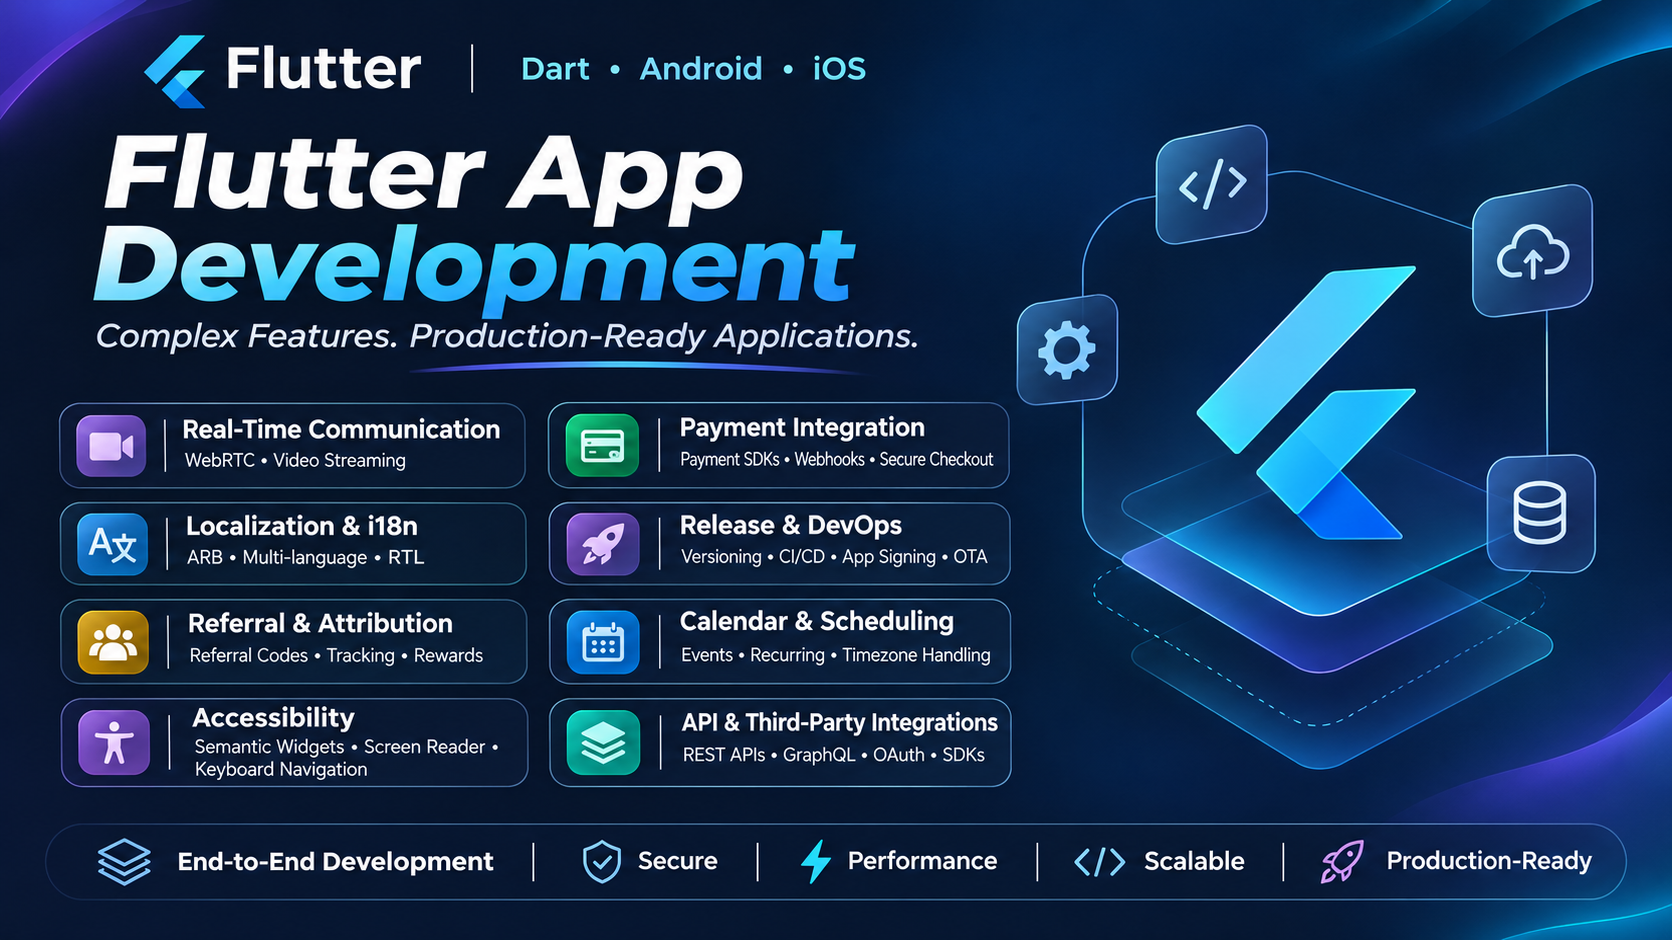 Flutter
Dart • Android • iOS
Flutter App
Development
Complex Features. Production-Ready Applications.
Real-Time Communication
WebRTC • Video Streaming
Payment Integration
Payment SDKs • Webhooks • Secure Checkout
Localization & i18n
ARB • Multi-language • RTL
Release & DevOps
Versioning • CI/CD • App Signing • OTA
Referral & Attribution
Referral Codes • Tracking • Rewards
Calendar & Scheduling
Events • Recurring • Timezone Handling
Accessibility
Semantic Widgets • Screen Reader •
Keyboard Navigation
API & Third-Party Integrations
REST APIs • GraphQL • OAuth • SDKs
End-to-End Development
Secure
Performance
Scalable
Production-Ready